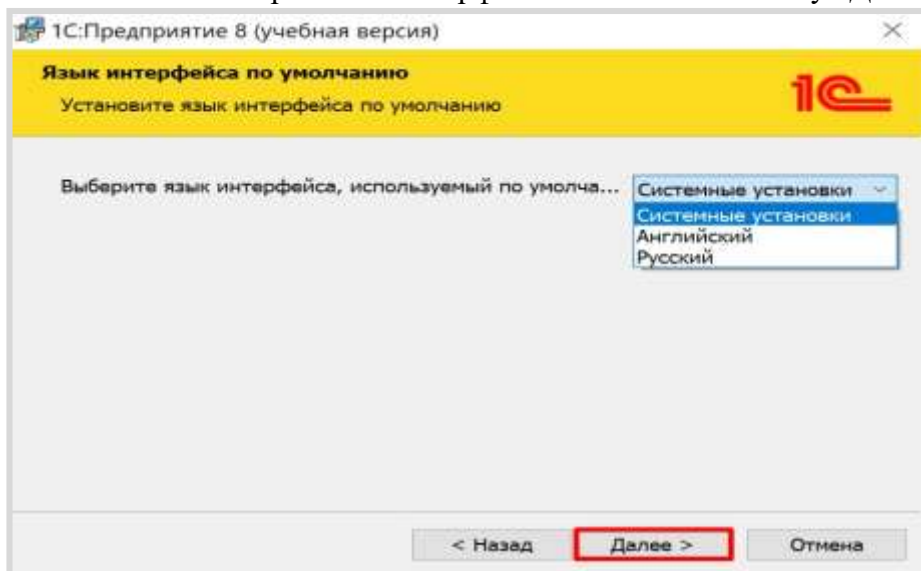 1С:Предприятие 8 (учебная версия)
Язык интерфейса по умолчанию
Установите язык интерфейса по умолчанию
1С
Выберите язык интерфейса, используемый по умолча... Системные установки
Системные установки
Английский
Русский
< Назад Далее > Отмена